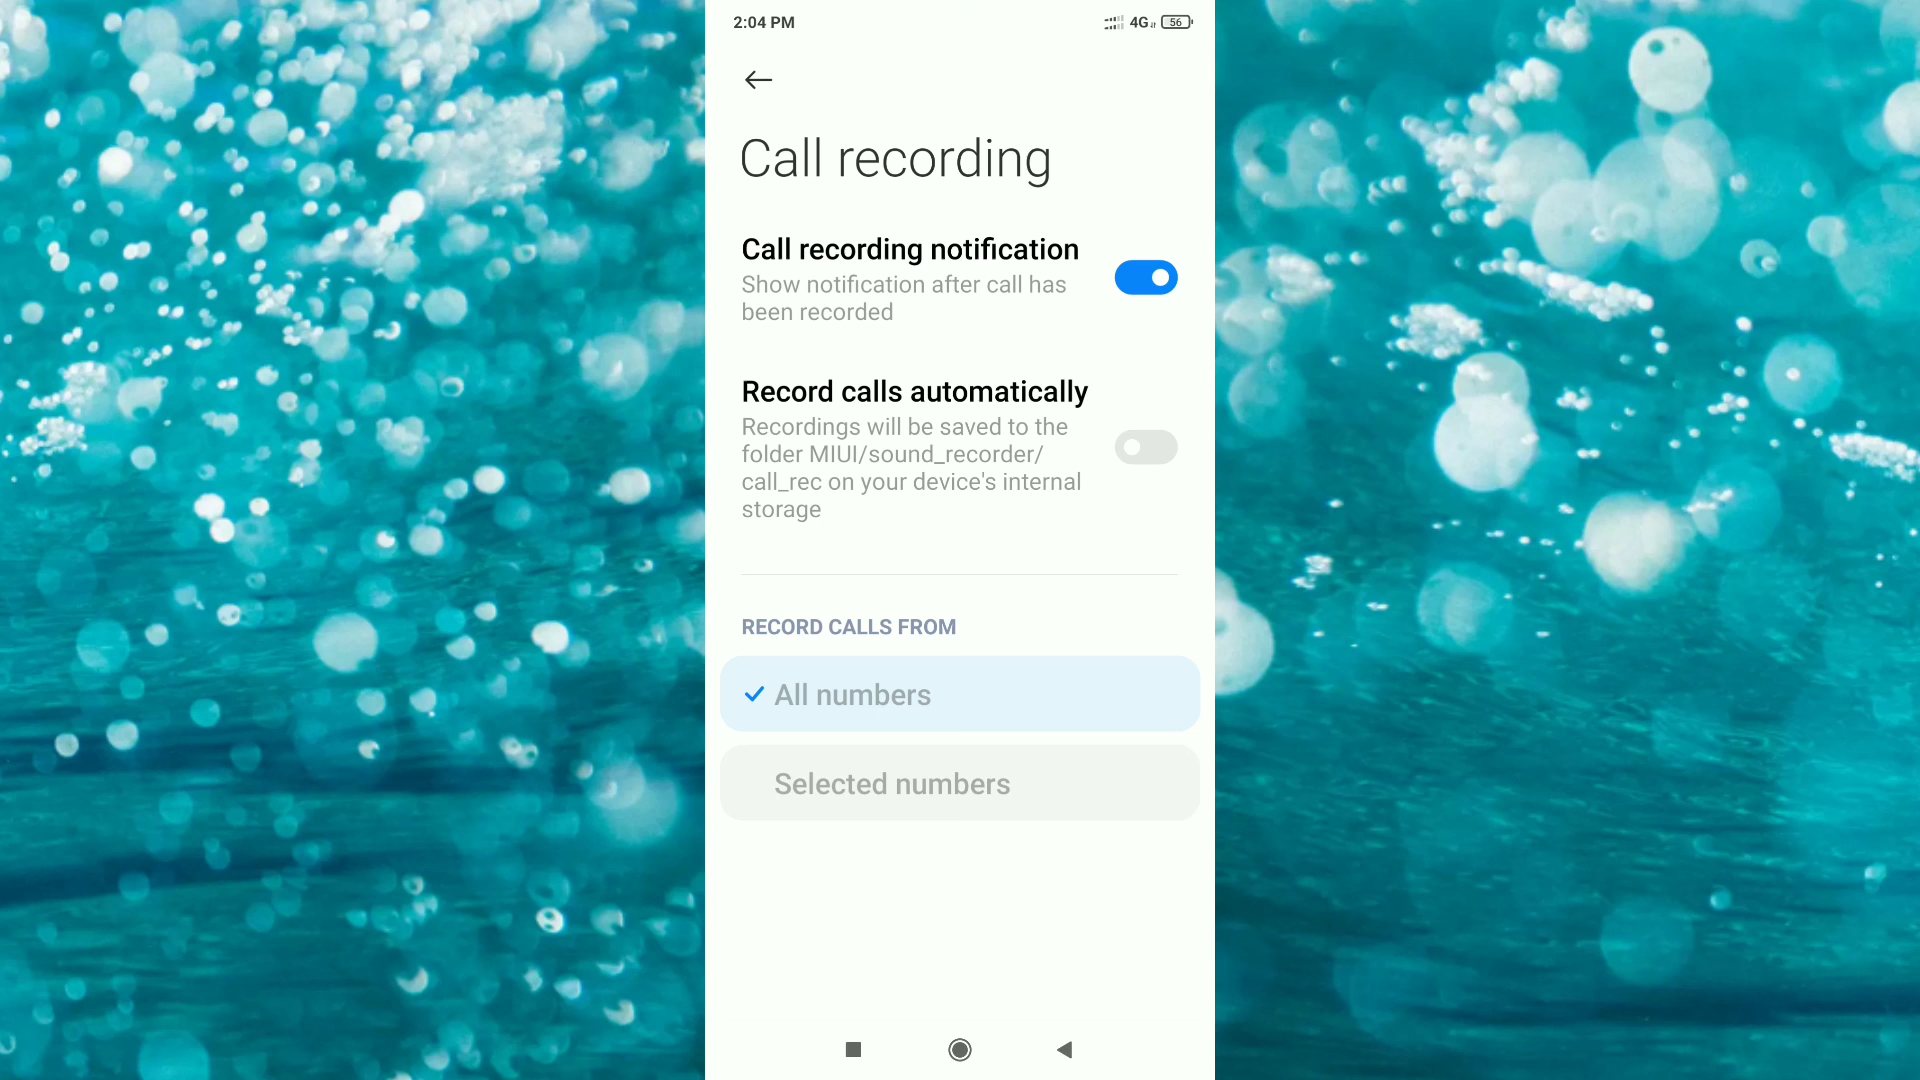 2:04 PM
4G
56
Call recording
Call recording notification
Show notification after call has
been recorded
Record calls automatically
Recordings will be saved to the
folder MIUI/sound_recorder/
call_rec on your device's internal
storage
RECORD CALLS FROM
All numbers
Selected numbers